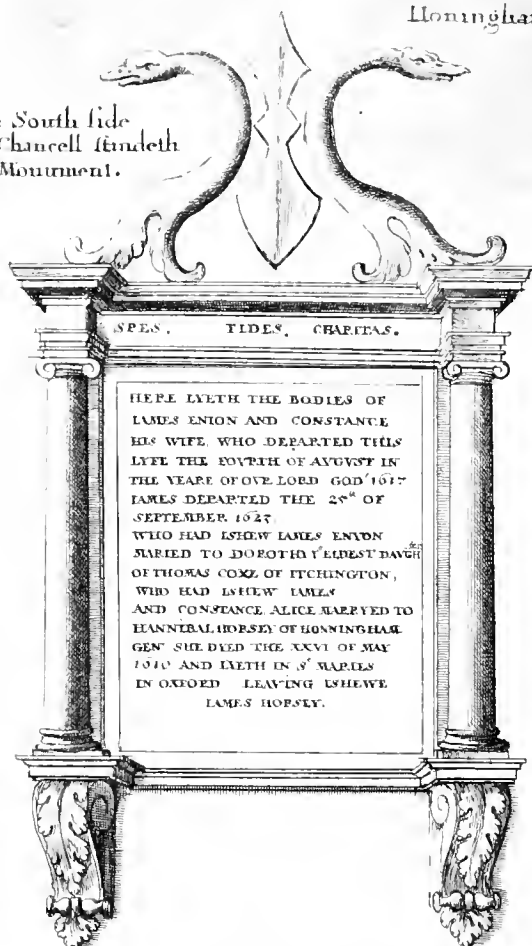 Honingha
South side
Chancell standeth
Monument.
SPES. FIDES. CHARITAS.
HERE LYETH THE BODIES OF
IAMES ENION AND CONSTANCE
HIS WIFE, WHO DEPARTED THIS
LYFE THE FOVRTH OF AVGVST IN
THE YEARE OF OVR LORD GOD 1617
IAMES DEPARTED THE 25th OF
SEPTEMBER 1623
WHO HAD ISHEW IAMES ENYON
MARIED TO DOROTHY ye ELDEST DAVGHter
OF THOMAS COXE OF ITCHINGTON,
WHO HAD ISHEW IAMES
AND CONSTANCE. ALICE MARRYED TO
HANNIBAL HORSEY OF HONNINGHAM
GENt SHE DYED THE XXVI OF MAY
1610 AND LYETH IN St MARIES
IN OXFORD LEAVING ISHEWE
IAMES HORSEY.